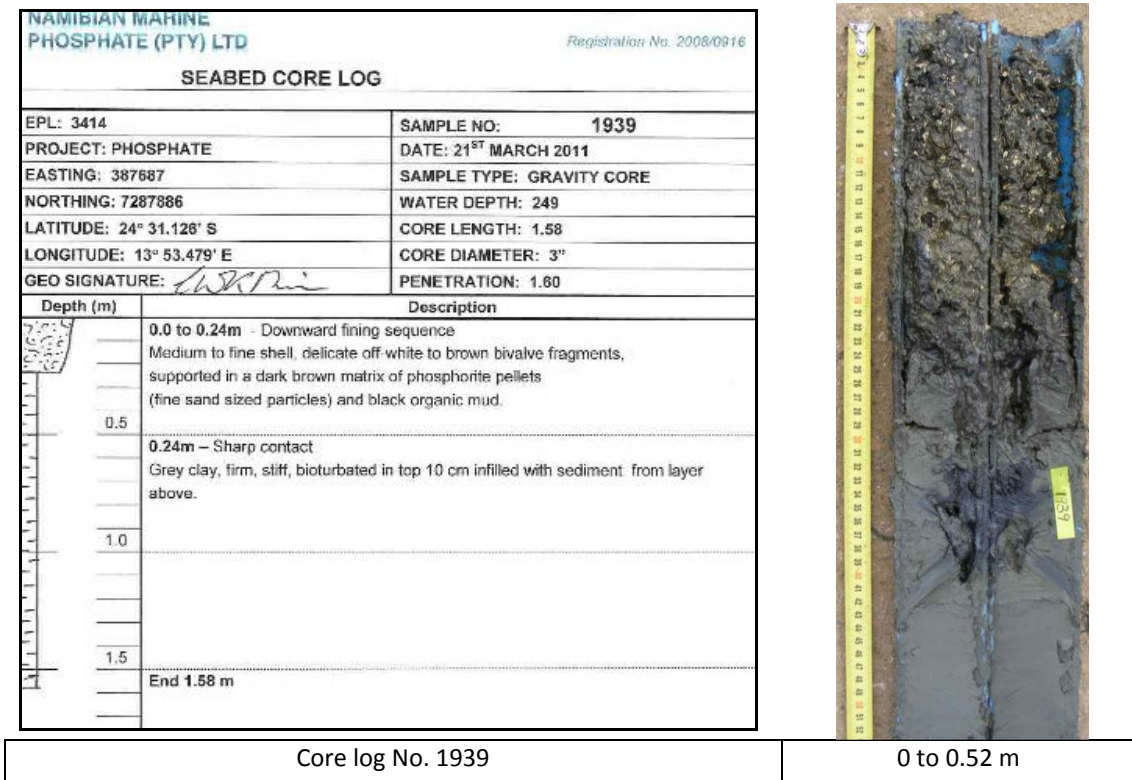 NAMIBIAN MARINE
PHOSPHATE (PTY) LTD
Registration No. 2008/0916
SEABED CORE LOG
EPL: 3414
SAMPLE NO: 1939
PROJECT: PHOSPHATE
DATE: 21ST MARCH 2011
EASTING: 387687
SAMPLE TYPE: GRAVITY CORE
NORTHING: 7287886
WATER DEPTH: 249
LATITUDE: 24° 31.126' S
CORE LENGTH: 1.58
LONGITUDE: 13° 53.479' E
CORE DIAMETER: 3"
GEO SIGNATURE:
PENETRATION: 1.60
Depth (m)
Description
0.0 to 0.24m - Downward fining sequence
Medium to fine shell, delicate off-white to brown bivalve fragments,
supported in a dark brown matrix of phosphorite pellets
(fine sand sized particles) and black organic mud.
0.5
0.24m – Sharp contact
Grey clay, firm, stiff, bioturbated in top 10 cm infilled with sediment from layer
above.
1.0
1.5
End 1.58 m
1939
Core log No. 1939
0 to 0.52 m